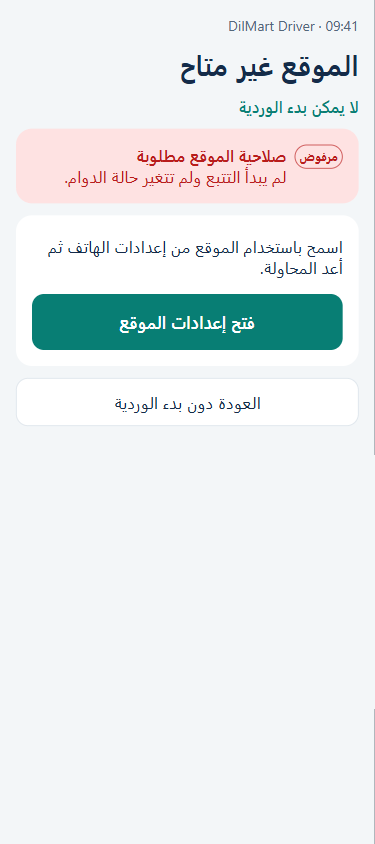 DilMart Driver · 09:41
الموقع غير متاح
لا يمكن بدء الوردية
مرفوض
صلاحية الموقع مطلوبة
لم يبدأ التتبع ولم تتغير حالة الدوام.
اسمح باستخدام الموقع من إعدادات الهاتف ثم
أعد المحاولة.
فتح إعدادات الموقع
العودة دون بدء الوردية